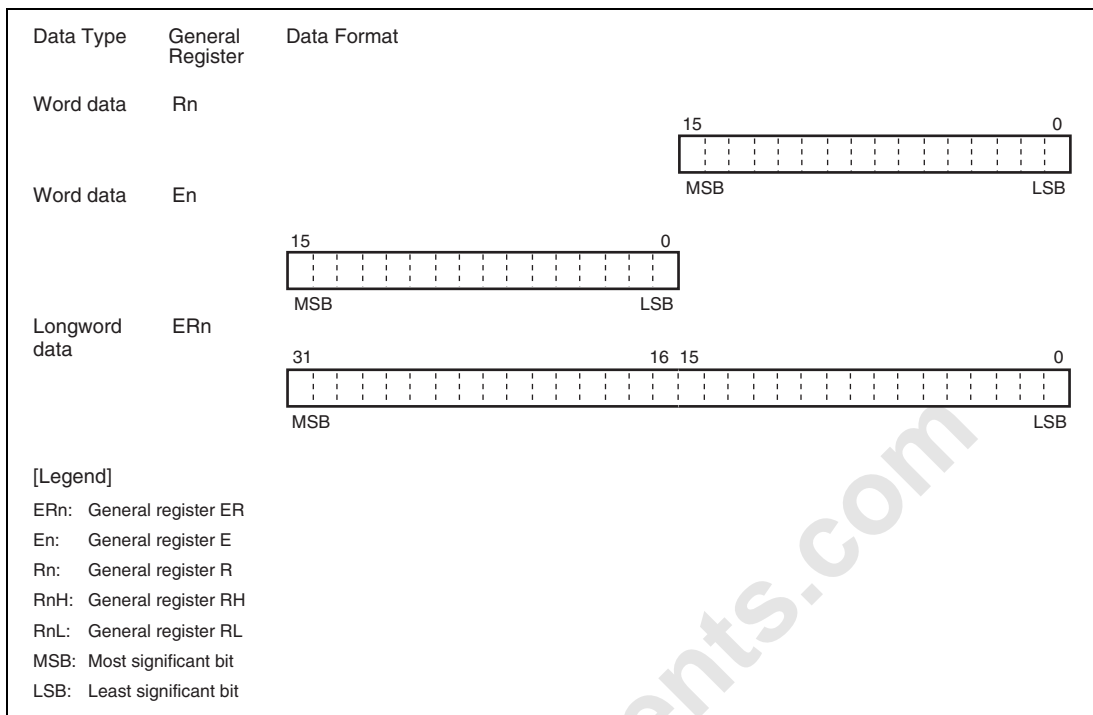 Data Type General Register Data Format
Word data Rn
15 0
MSB LSB
Word data En
15 0
MSB LSB
Longword data ERn
31 16 15 0
MSB LSB
[Legend]
ERn: General register ER
En: General register E
Rn: General register R
RnH: General register RH
RnL: General register RL
MSB: Most significant bit
LSB: Least significant bit
nts.com